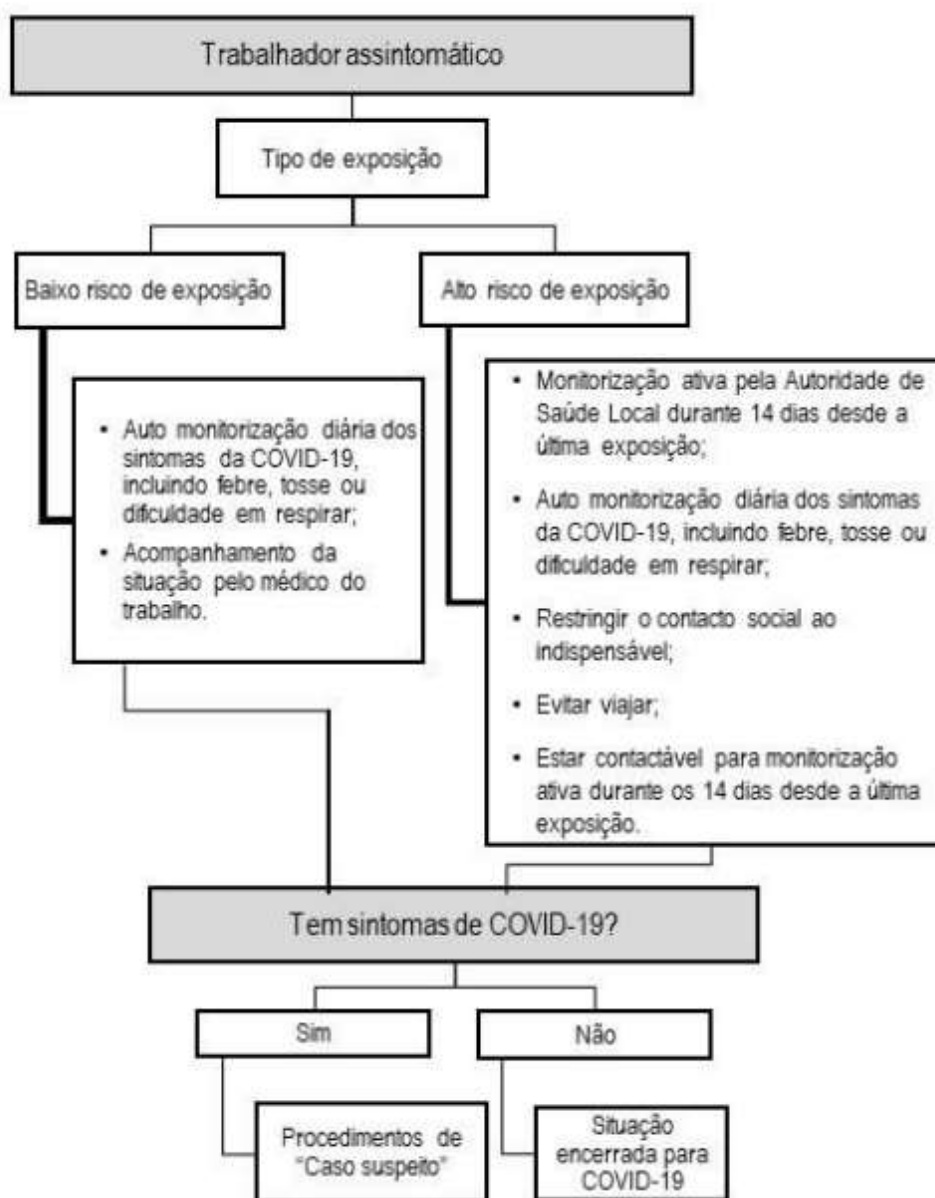 Trabalhador assintomático
Tipo de exposição
Baixo risco de exposição
Alto risco de exposição
• Auto monitorização diária dos
sintomas da COVID-19,
incluindo febre, tosse ou
dificuldade em respirar;
• Acompanhamento da
situação pelo médico do
trabalho.
• Monitorização ativa pela Autoridade de
Saúde Local durante 14 dias desde a
última exposição;
• Auto monitorização diária dos sintomas
da COVID-19, incluindo febre, tosse ou
dificuldade em respirar;
• Restringir o contacto social ao
indispensável;
• Evitar viajar;
• Estar contactável para monitorização
ativa durante os 14 dias desde a última
exposição.
Tem sintomas de COVID-19?
Sim
Não
Procedimentos de
“Caso suspeito”
Situação
encerrada para
COVID-19